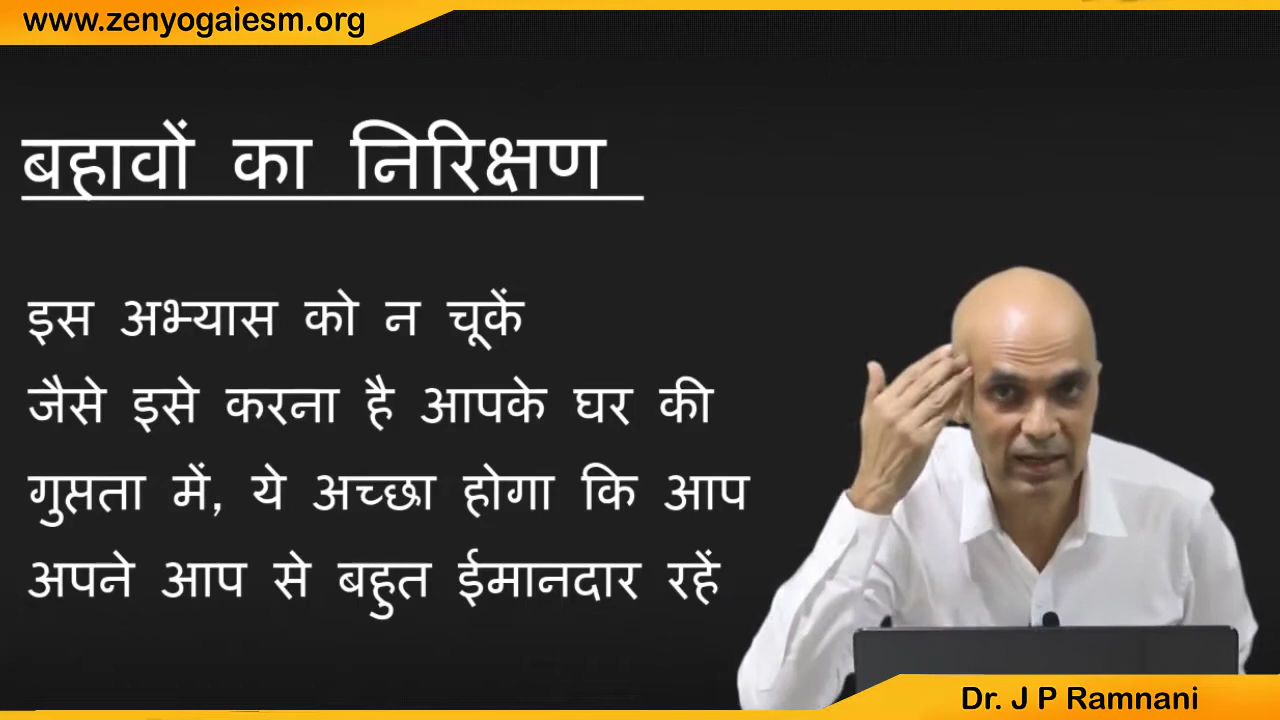 www.zenyogaiesm.org
बहावों का निरिक्षण
इस अभ्यास को न चूकें
जैसे इसे करना है आपके घर की
गुप्तता में, ये अच्छा होगा कि आप
अपने आप से बहुत ईमानदार रहें
Dr. J P Ramnani